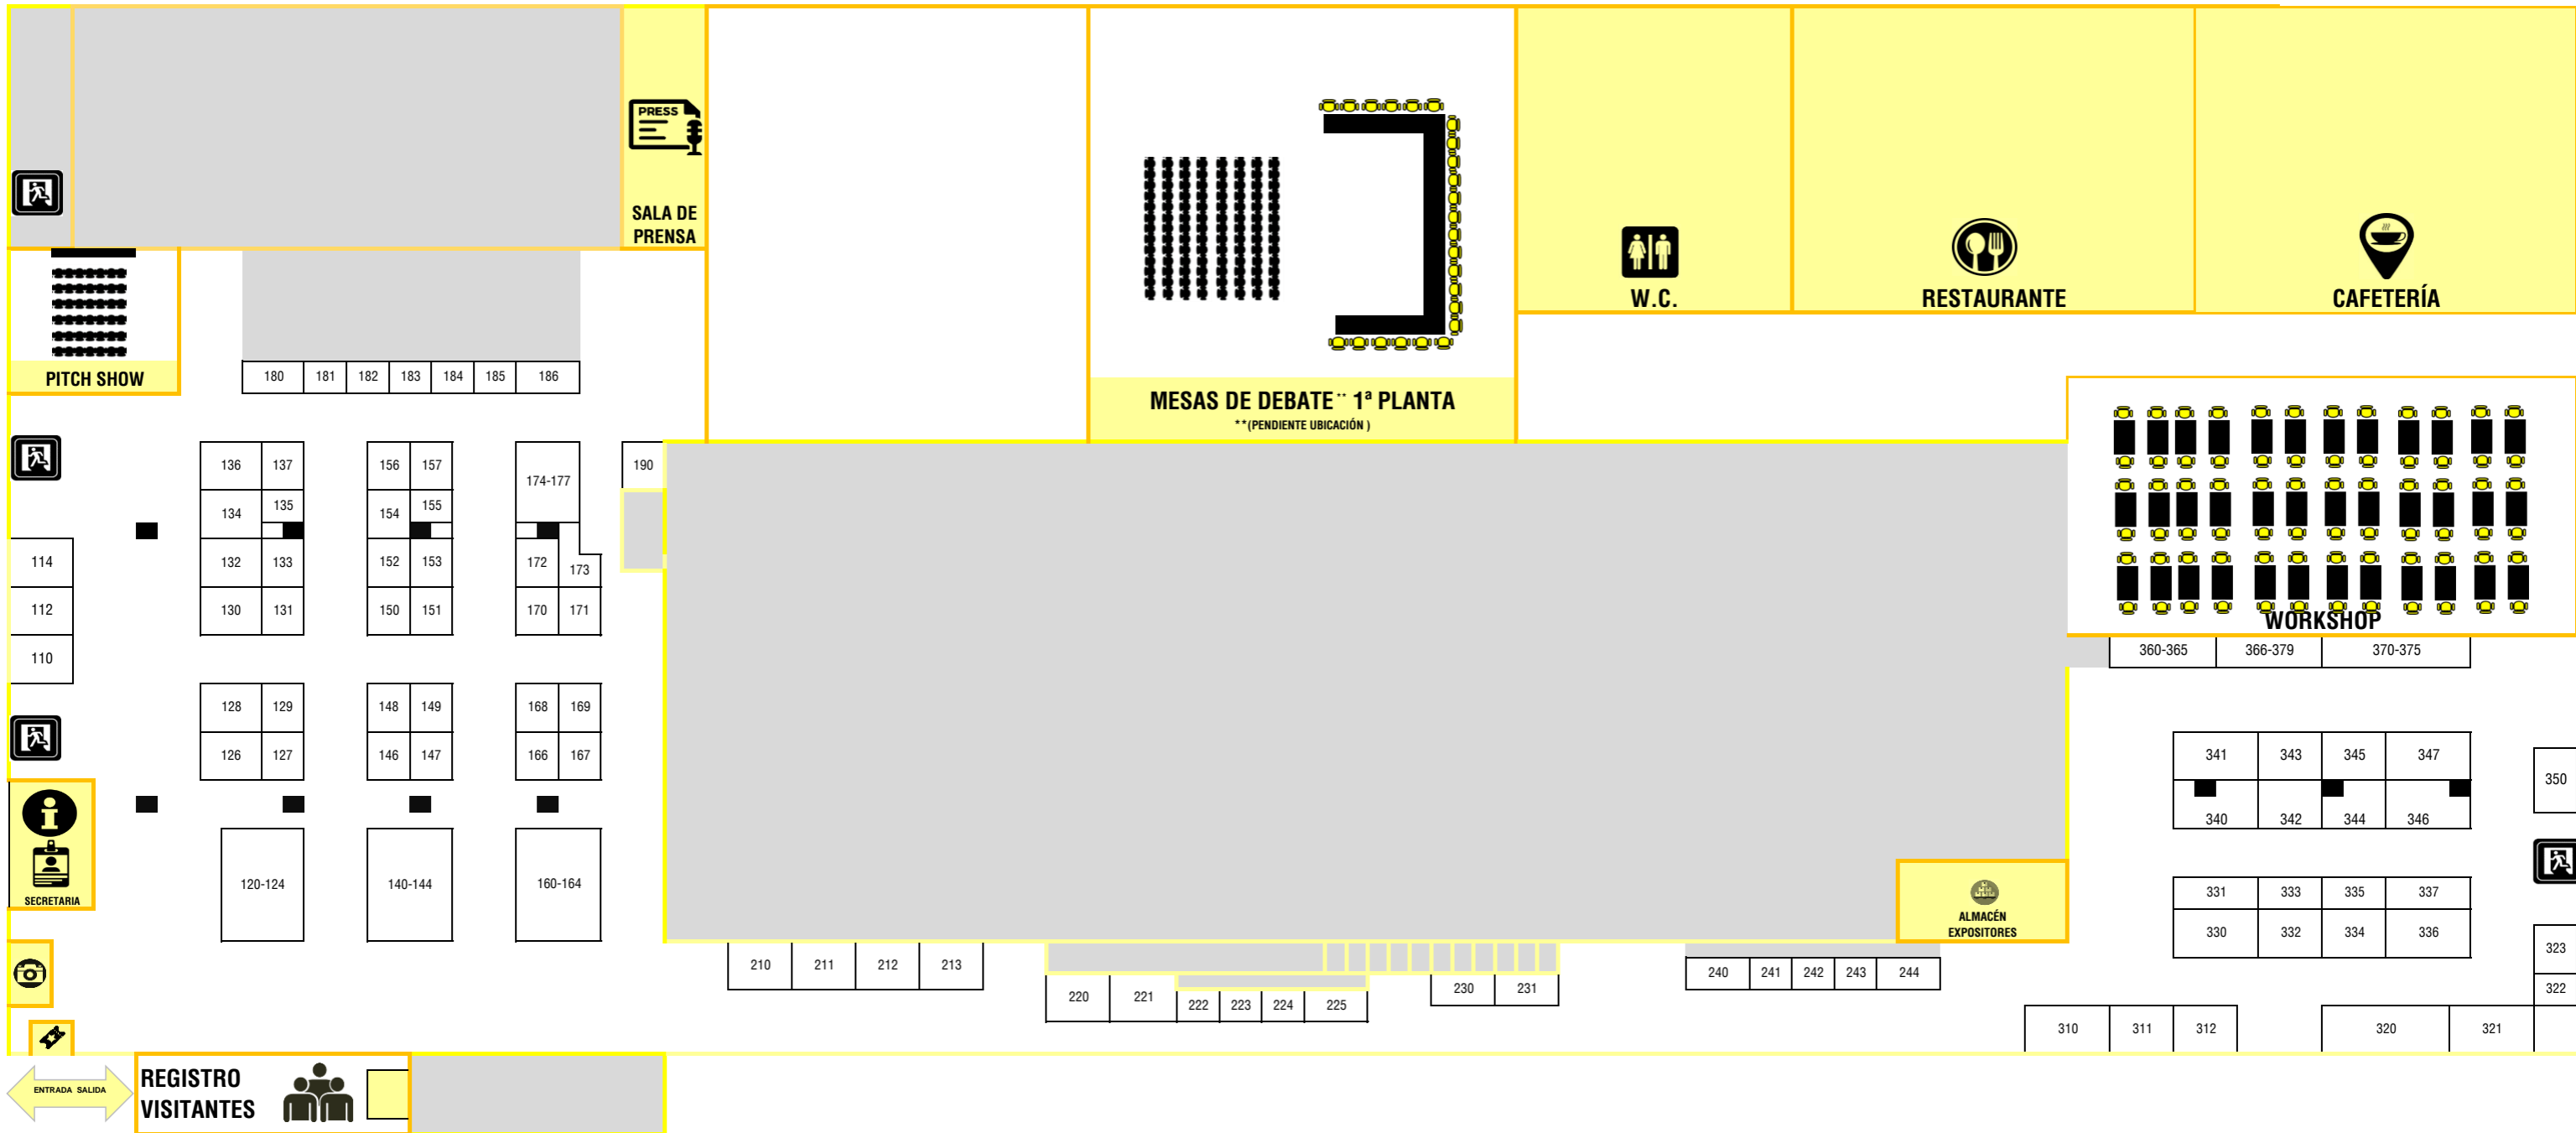 PRESS
SALA DE
PRENSA
W.C.
RESTAURANTE
CAFETERÍA
PITCH SHOW
180 181 182 183 184 185 186
MESAS DE DEBATE ** 1ª PLANTA
**(PENDIENTE UBICACIÓN )
136 137 156 157 174-177 190
134 135 154 155
114 132 133 152 153 172 173
112 130 131 150 151 170 171
110
WORKSHOP
360-365 366-379 370-375
128 129 148 149 168 169
126 127 146 147 166 167
341 343 345 347
350
340 342 344 346
SECRETARIA
120-124 140-144 160-164
331 333 335 337
330 332 334 336
ALMACÉN
EXPOSITORES
323
322
210 211 212 213
220 221 222 223 224 225
230 231
240 241 242 243 244
310 311 312 320 321
ENTRADA SALIDA
REGISTRO
VISITANTES